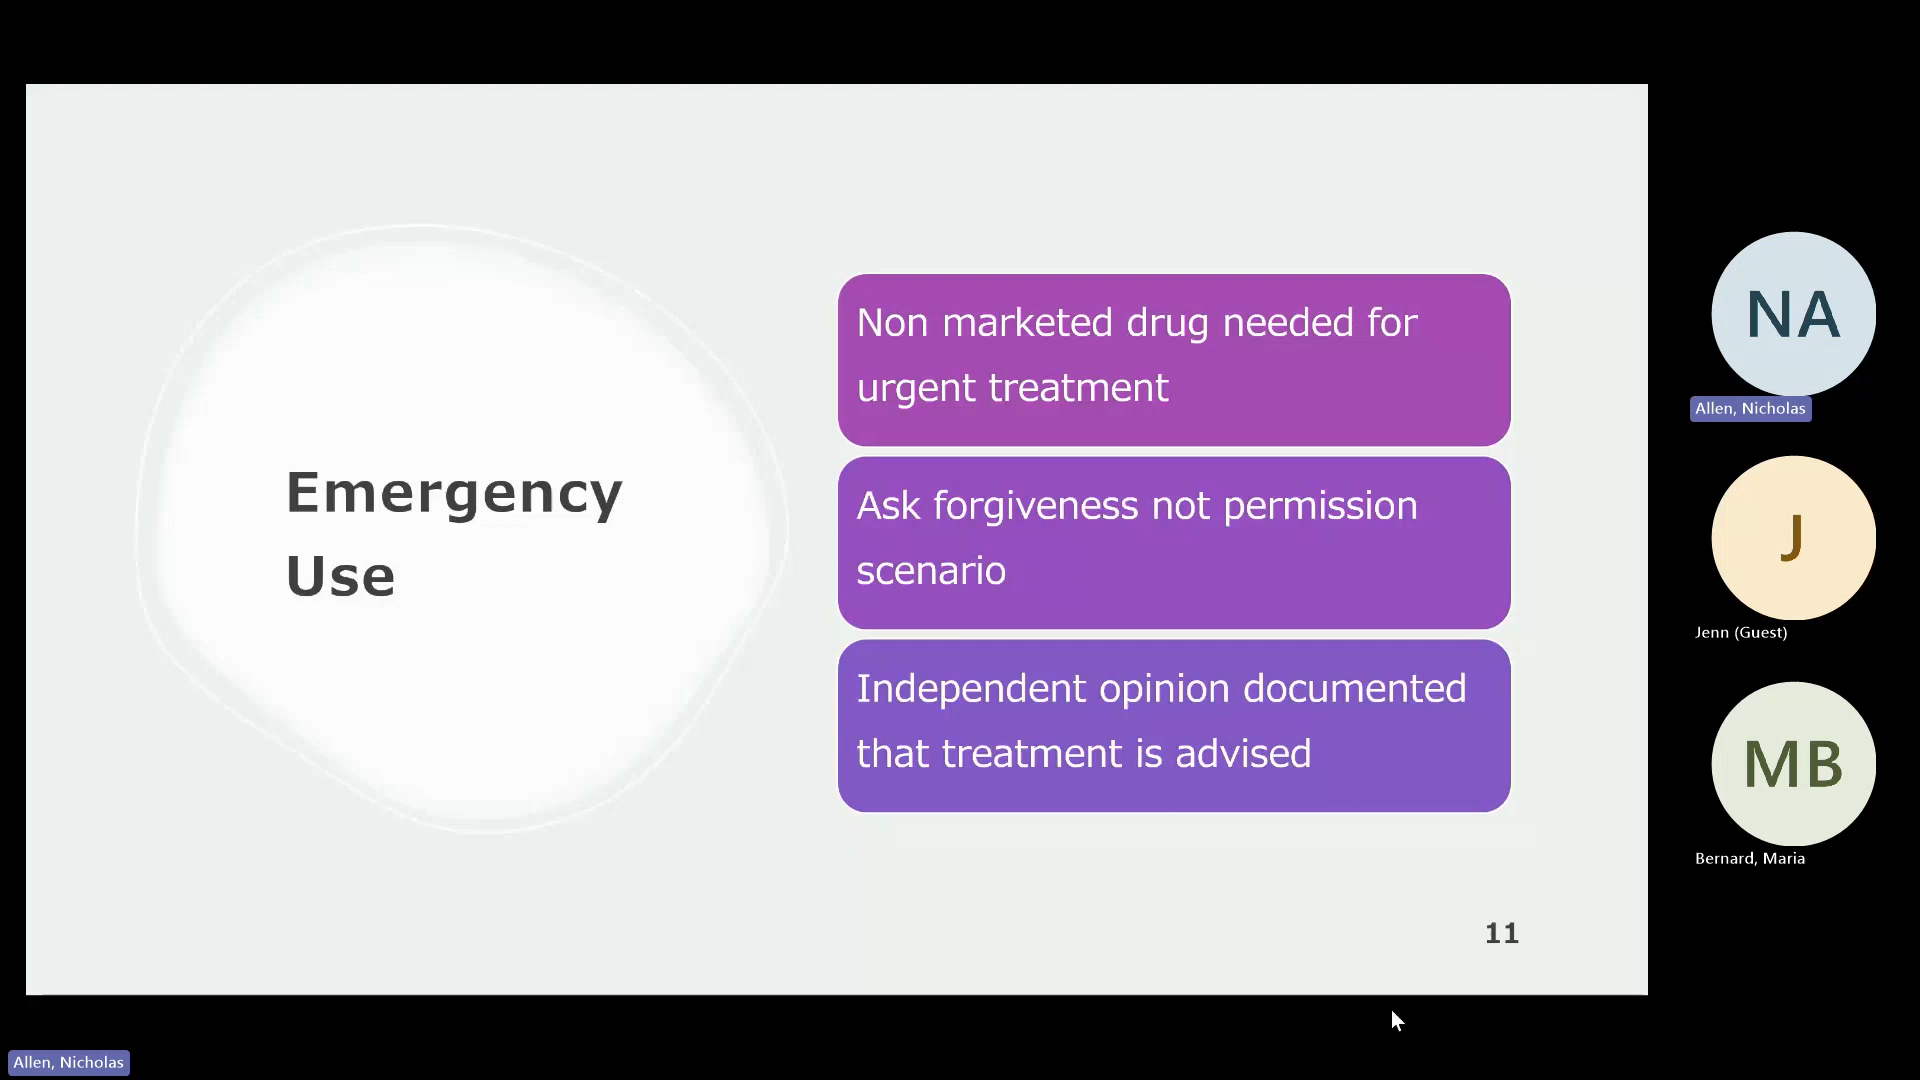 Emergency
Use
Non marketed drug needed for
urgent treatment
Ask forgiveness not permission
scenario
Independent opinion documented
that treatment is advised
11
NA
Allen, Nicholas
J
Jenn (Guest)
MB
Bernard, Maria
Allen, Nicholas